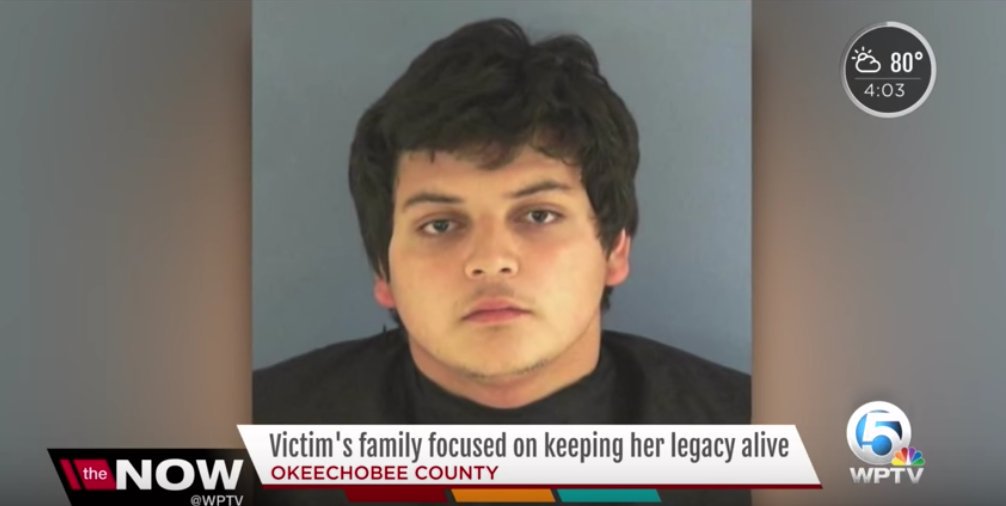 80°
4:03
Victim's family focused on keeping her legacy alive
OKEECHOBEE COUNTY
the NOW
@WPTV
5
WPTV